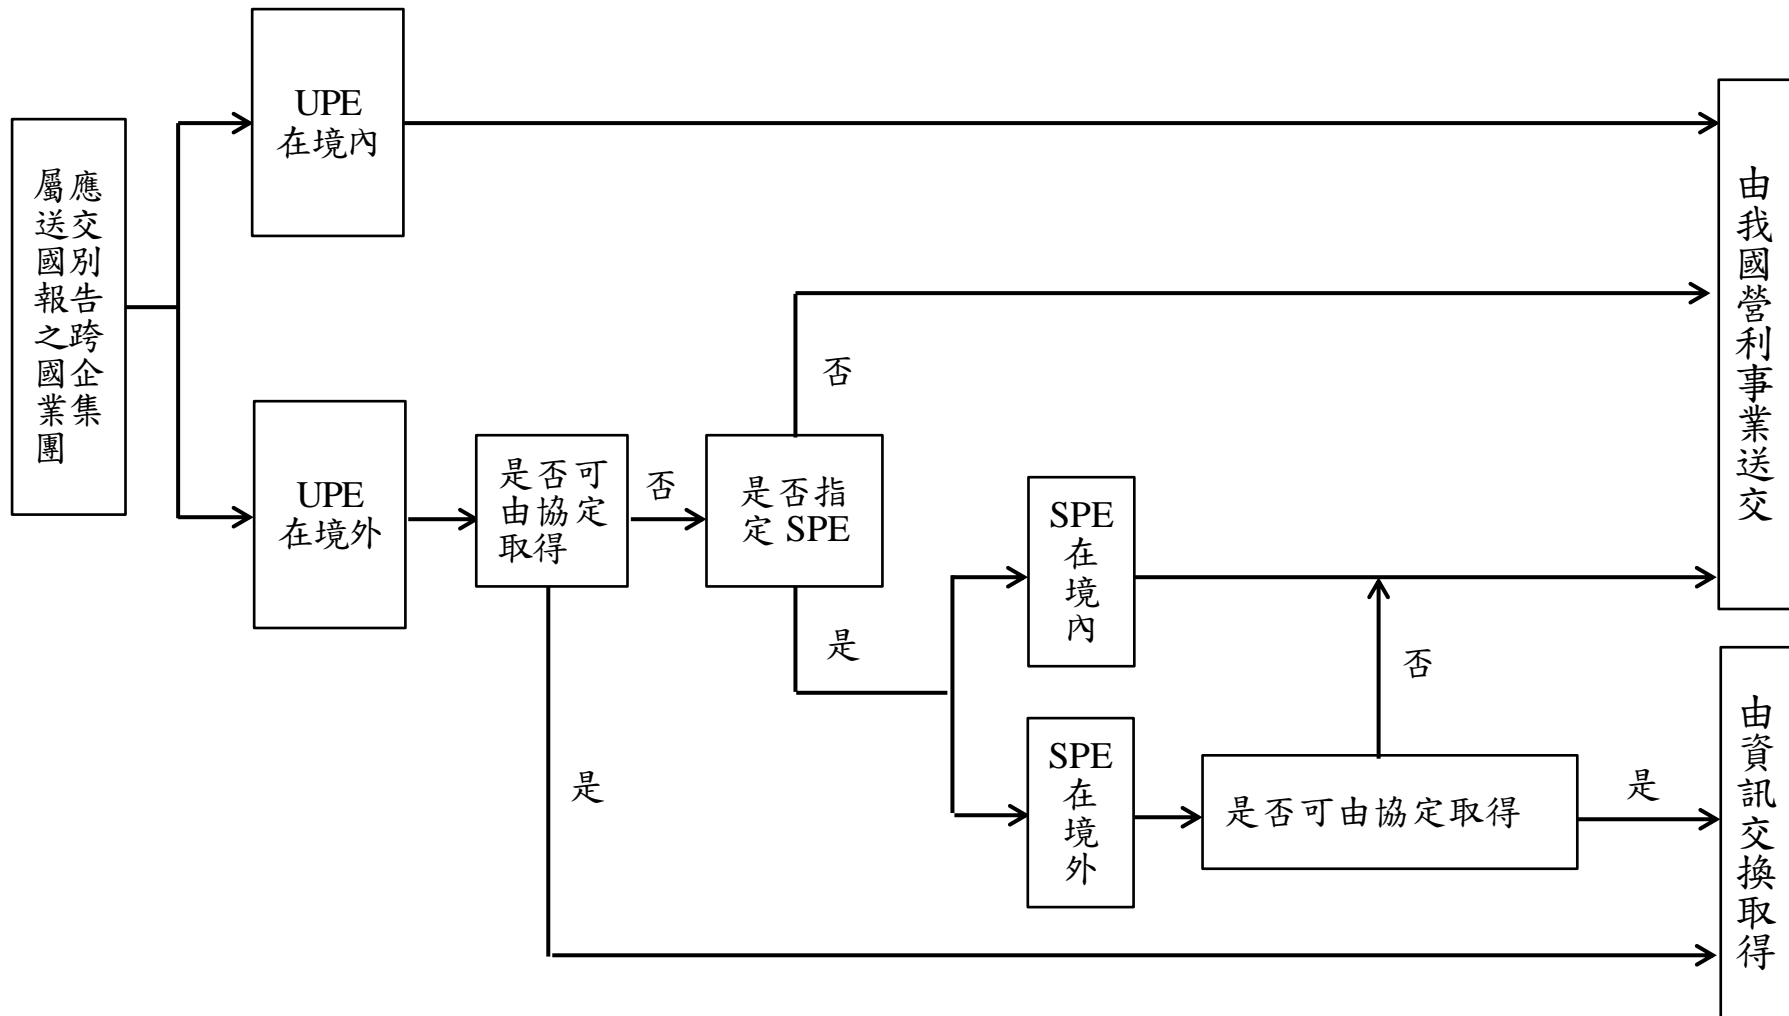 屬應
送交
國別
報告
之跨
國企
業集
團
UPE
在境內
UPE
在境外
是否可
由協定
取得
否
是
是否指
定 SPE
否
是
SPE
在
境
內
SPE
在
境
外
是否可由協定取得
否
是
由我國營利事業送交
由資訊交換取得